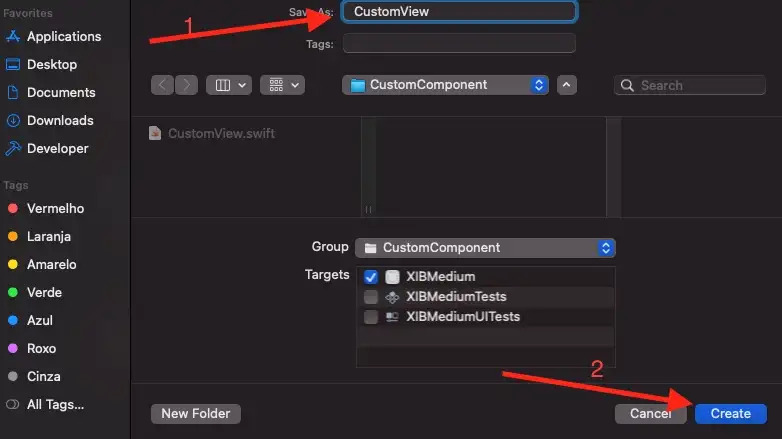 Favorites
Applications
Desktop
Documents
Downloads
Developer
Tags
Vermelho
Laranja
Amarelo
Verde
Azul
Roxo
Cinza
All Tags...
1
Save As:
CustomView
Tags:
CustomComponent
Search
CustomView.swift
Group
CustomComponent
Targets
XIBMedium
XIBMediumTests
XIBMediumUITests
2
New Folder
Cancel
Create